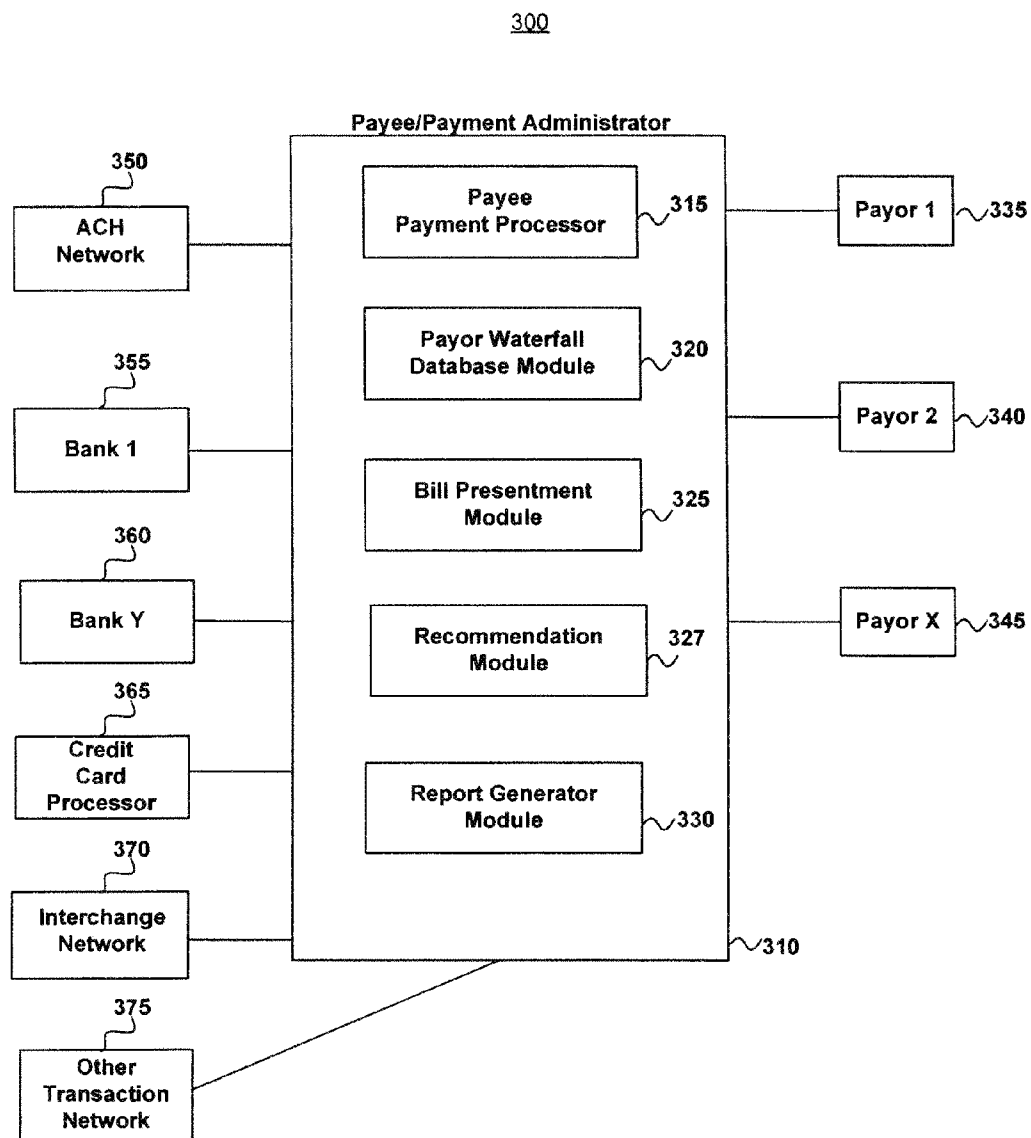 300
Payee/Payment Administrator
350
ACH
Network
355
Bank 1
360
Bank Y
365
Credit
Card
Processor
370
Interchange
Network
375
Other
Transaction
Network
Payee
Payment Processor
315
Payor Waterfall
Database Module
320
Bill Presentment
Module
325
Recommendation
Module
327
Report Generator
Module
330
310
Payor 1
335
Payor 2
340
Payor X
345